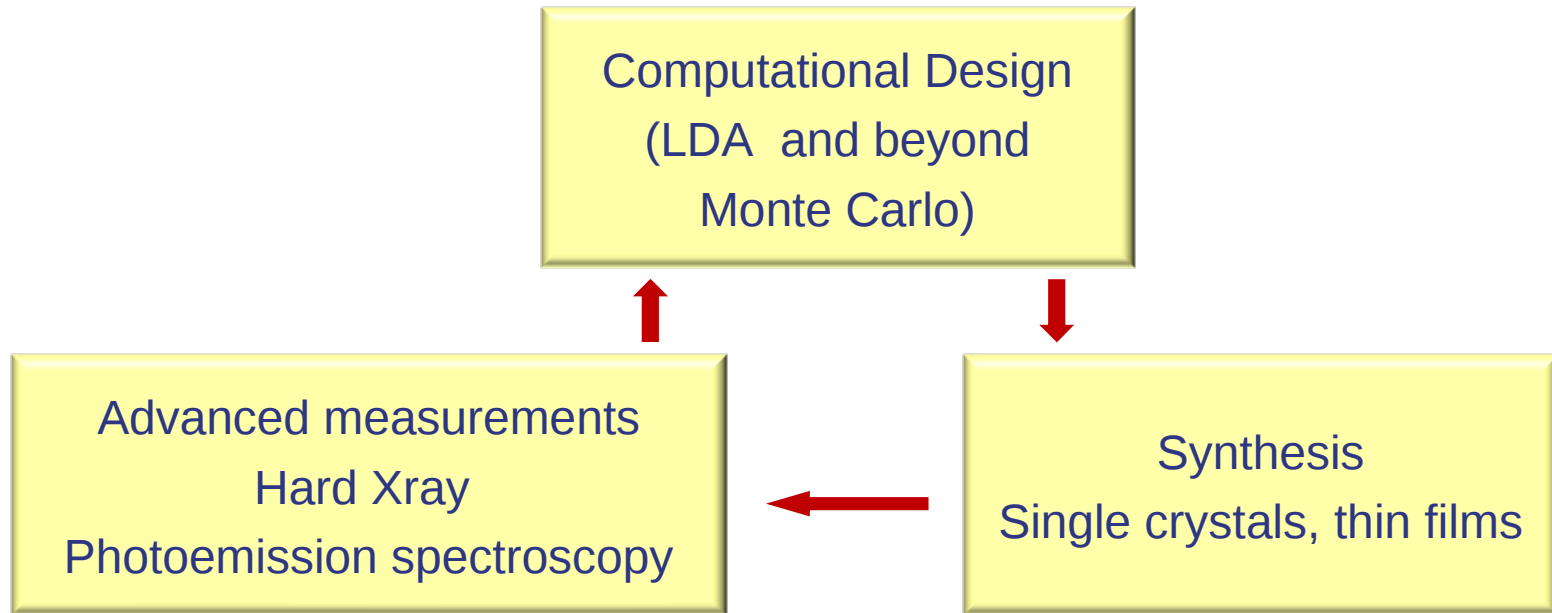 Computational Design
(LDA  and beyond
Monte Carlo)
Advanced measurements
Hard Xray
Photoemission spectroscopy
Synthesis
Single crystals, thin films